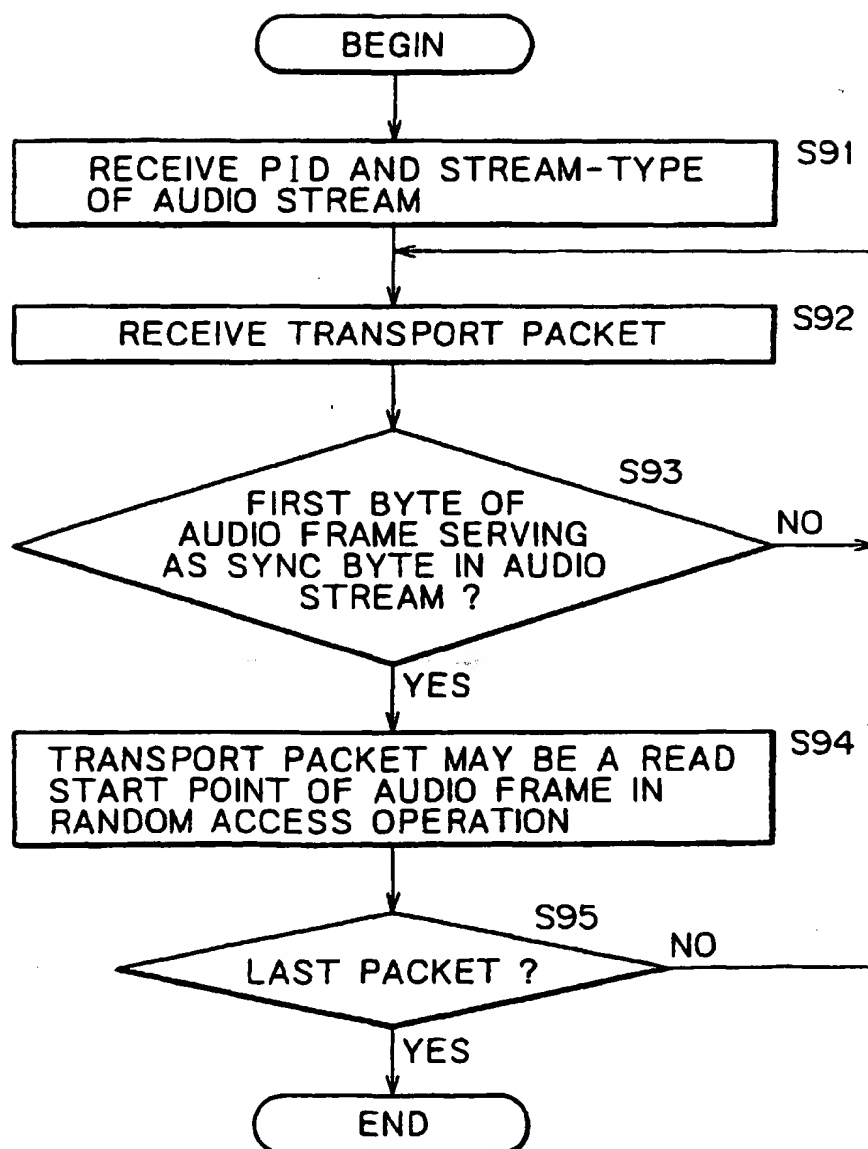 BEGIN
S91
RECEIVE PID AND STREAM-TYPE
OF AUDIO STREAM
S92
RECEIVE TRANSPORT PACKET
S93
FIRST BYTE OF
AUDIO FRAME SERVING
AS SYNC BYTE IN AUDIO
STREAM ?
NO
YES
S94
TRANSPORT PACKET MAY BE A READ
START POINT OF AUDIO FRAME IN
RANDOM ACCESS OPERATION
S95
LAST PACKET ?
NO
YES
END